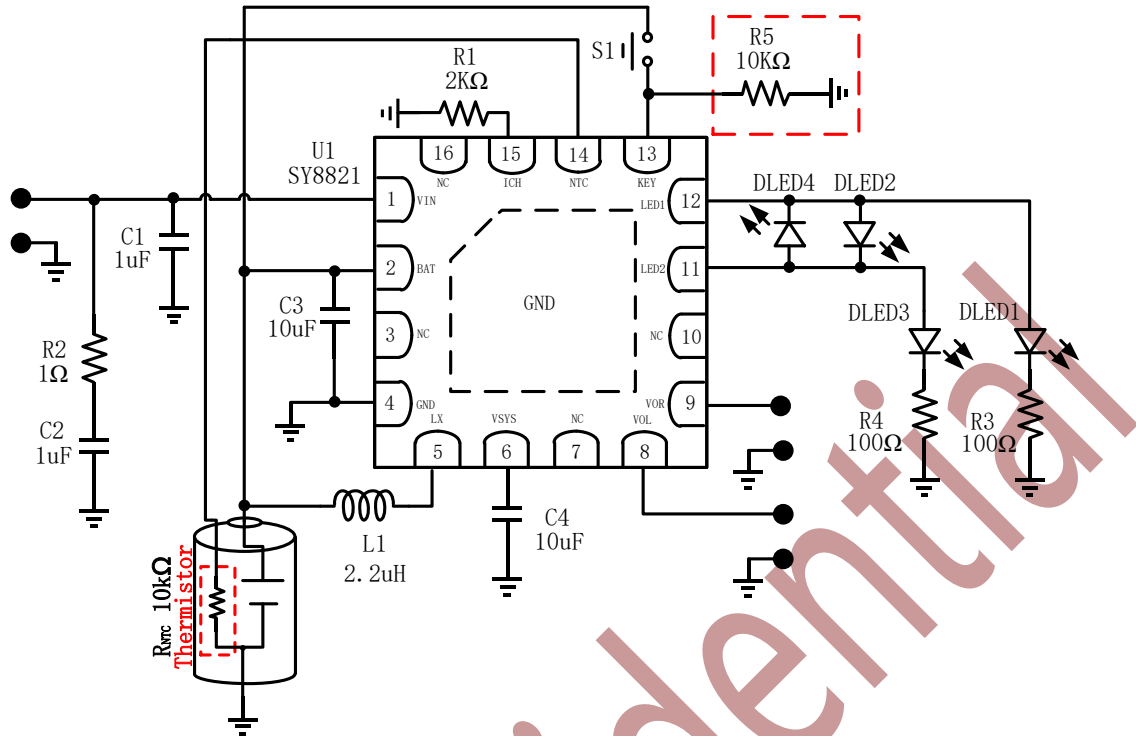 R5
10KΩ
S1
R1
2KΩ
U1
SY8821
16
NC
15
ICH
14
NTC
13
KEY
1
VIN
2
BAT
3
NC
4
GND
LX
5
VSYS
6
NC
7
VOL
8
VOR
9
NC
10
LED2
11
LED1
12
GND
DLED4
DLED2
DLED3
DLED1
R4
100Ω
R3
100Ω
C1
1uF
C3
10uF
R2
1Ω
C2
1uF
C4
10uF
L1
2.2uH
RNTC 10kΩ
Thermistor
idential